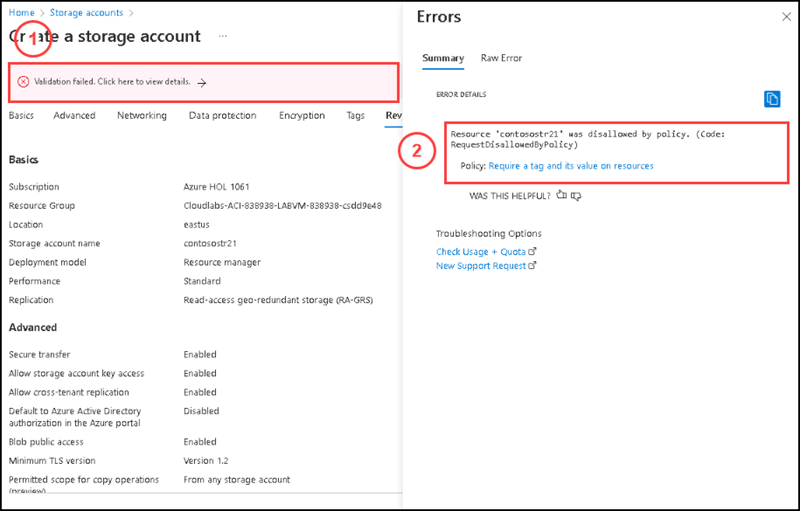 Home > Storage accounts >
Create a storage account ...
1
Validation failed. Click here to view details. →
Basics Advanced Networking Data protection Encryption Tags Rev
Basics
Subscription Azure HOL 1061
Resource Group Cloudlabs-ACI-838938-LABVM-838938-csdd9e48
Location eastus
Storage account name contosostr21
Deployment model Resource manager
Performance Standard
Replication Read-access geo-redundant storage (RA-GRS)
Advanced
Secure transfer Enabled
Allow storage account key access Enabled
Allow cross-tenant replication Enabled
Default to Azure Active Directory Disabled
authorization in the Azure portal
Blob public access Enabled
Minimum TLS version Version 1.2
Permitted scope for copy operations From any storage account
(preview)
Errors
Summary Raw Error
ERROR DETAILS
2
Resource 'contosostr21' was disallowed by policy. (Code:
RequestDisallowedByPolicy)
Policy: Require a tag and its value on resources
WAS THIS HELPFUL?
Troubleshooting Options
Check Usage + Quota
New Support Request